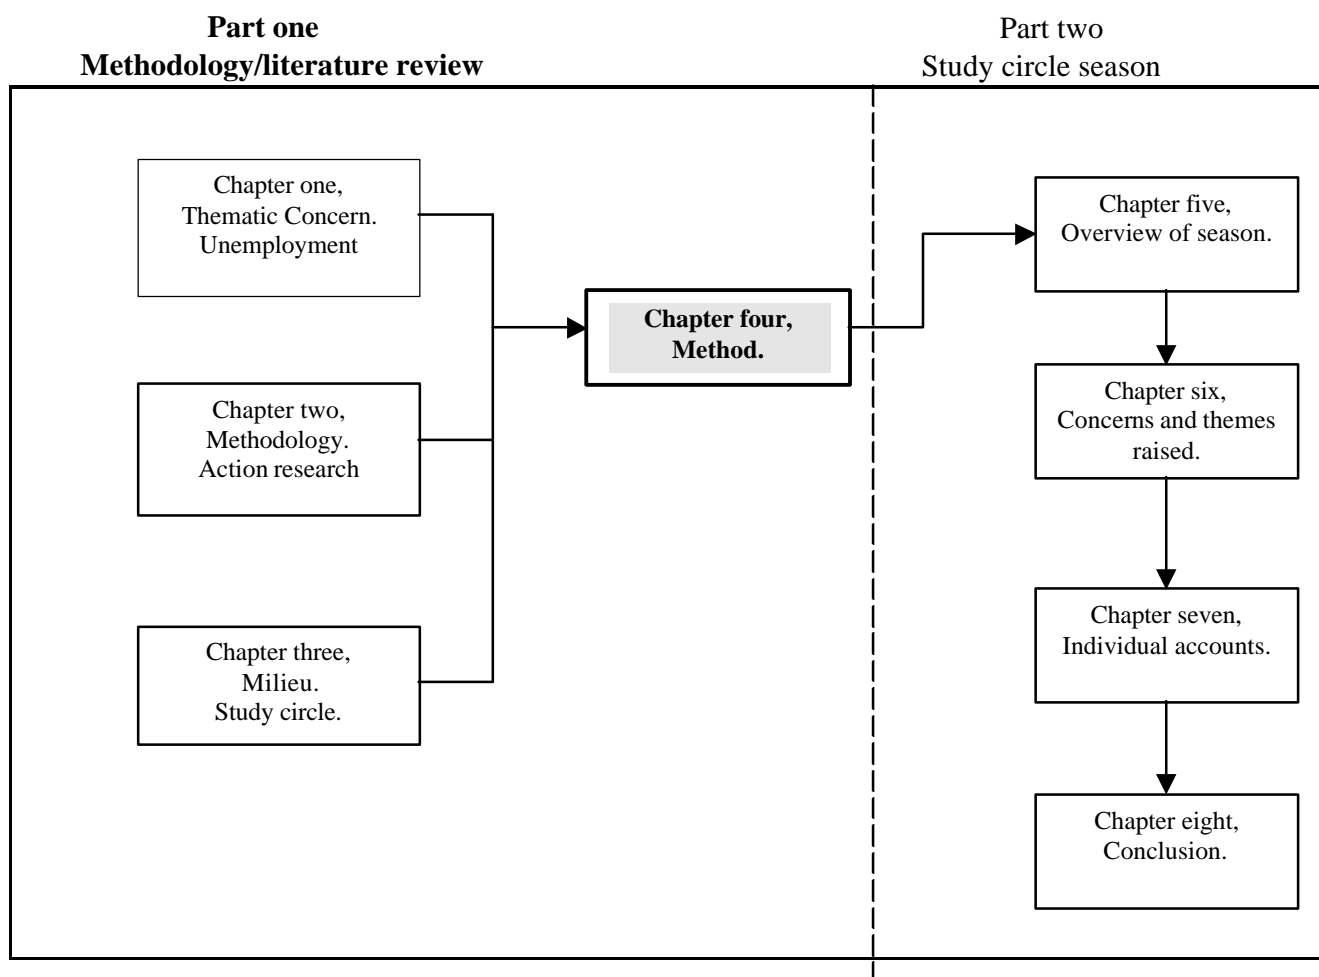 Part one
Methodology/literature review
Part two
Study circle season
Chapter one,
Thematic Concern.
Unemployment
Chapter two,
Methodology.
Action research
Chapter three,
Milieu.
Study circle.
Chapter four,
Method.
Chapter five,
Overview of season.
Chapter six,
Concerns and themes
raised.
Chapter seven,
Individual accounts.
Chapter eight,
Conclusion.